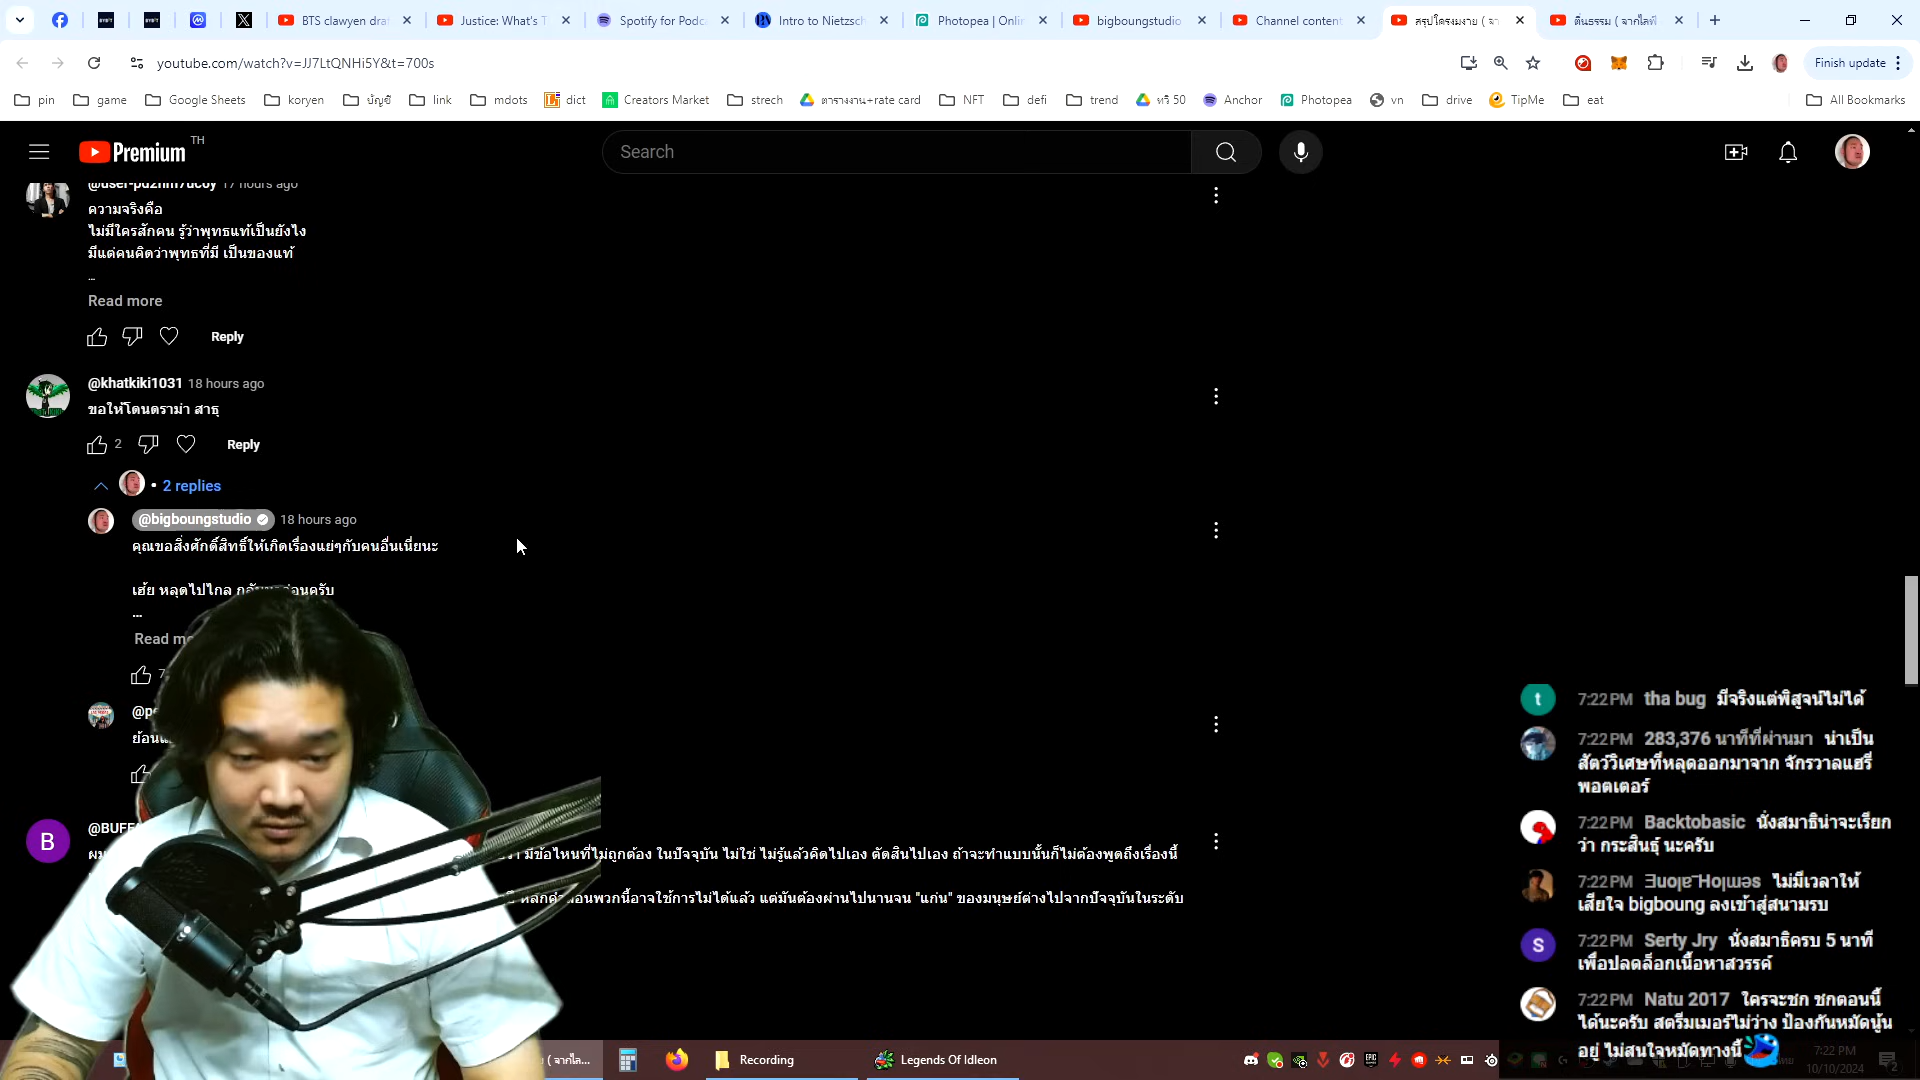 BTS clawyen dra
Justice: What's T
Spotify for Podc
Intro to Nietzsch
Photopea | Onli
bigboungstudio
Channel content
สรุปโครงมงาย ( จา
ตื่นธรรม ( จากไลฟ์
youtube.com/watch?v=JJ7LtQNHi5Y&t=700s
Finish update
pin
game
Google Sheets
koryen
บัญชี
link
mdots
dict
Creators Market
strech
ตารางงาน+rate card
NFT
defi
trend
ทวิ 50
Anchor
Photopea
vn
drive
TipMe
eat
All Bookmarks
Premium TH
Search
@user-pu2nm7ucoy 17 hours ago
ความจริงคือ
ไม่มีใครสักคน รู้ว่าพุทธแท้เป็นยังไง
มีแต่คนคิดว่าพุทธที่มี เป็นของแท้
...
Read more
Reply
@khatkiki1031 18 hours ago
ขอให้โดนดราม่า สาธุ
2
Reply
• 2 replies
@bigboungstudio 18 hours ago
คุณขอสิ่งศักดิ์สิทธิ์ให้เกิดเรื่องแย่ๆกับคนอื่นเนี่ยนะ
เฮ้ย หลุดไปไกล
...
Read
7
B
@BUFF
มีข้อไหนที่ไม่ถูกต้อง ในปัจจุบัน ไม่ใช่ ไม่รู้แล้วคิดไปเอง ตัดสินไปเอง ถ้าจะทำแบบนั้นก็ไม่ต้องพูดถึงเรื่องนี้
พวกนี้อาจใช้การไม่ได้แล้ว แต่มันต้องผ่านไปนานจน "แก่น" ของมนุษย์ต่างไปจากปัจจุบันในระดับ
t
7:22 PM tha bug มีจริงแต่พิสูจน์ไม่ได้
7:22 PM 283,376 นาทีที่ผ่านมา น่าเป็น
สัตว์วิเศษที่หลุดออกมาจาก จักรวาลแฮรี่
พอตเตอร์
7:22 PM Backtobasic นั่งสมาธิน่าจะเรียก
ว่า กระสินธุ์ นะครับ
7:22 PM ไม่มีเวลาให้
เสียใจ bigboung ลงเข้าสู่สนามรบ
S
7:22 PM Serty Jry นั่งสมาธิครบ 5 นาที
เพื่อปลดล็อกเนื้อหาสวรรค์
7:22 PM Natu 2017 ใครจะชก ชกตอนนี้
ได้นะครับ สตรีมเมอร์ไม่ว่าง ป้องกันหมัดนู้น
อยู่ ไม่สนใจหมัดทางนี้
( จากไล...
Recording
Legends Of Idleon
7:22 PM
10/10/2024
2